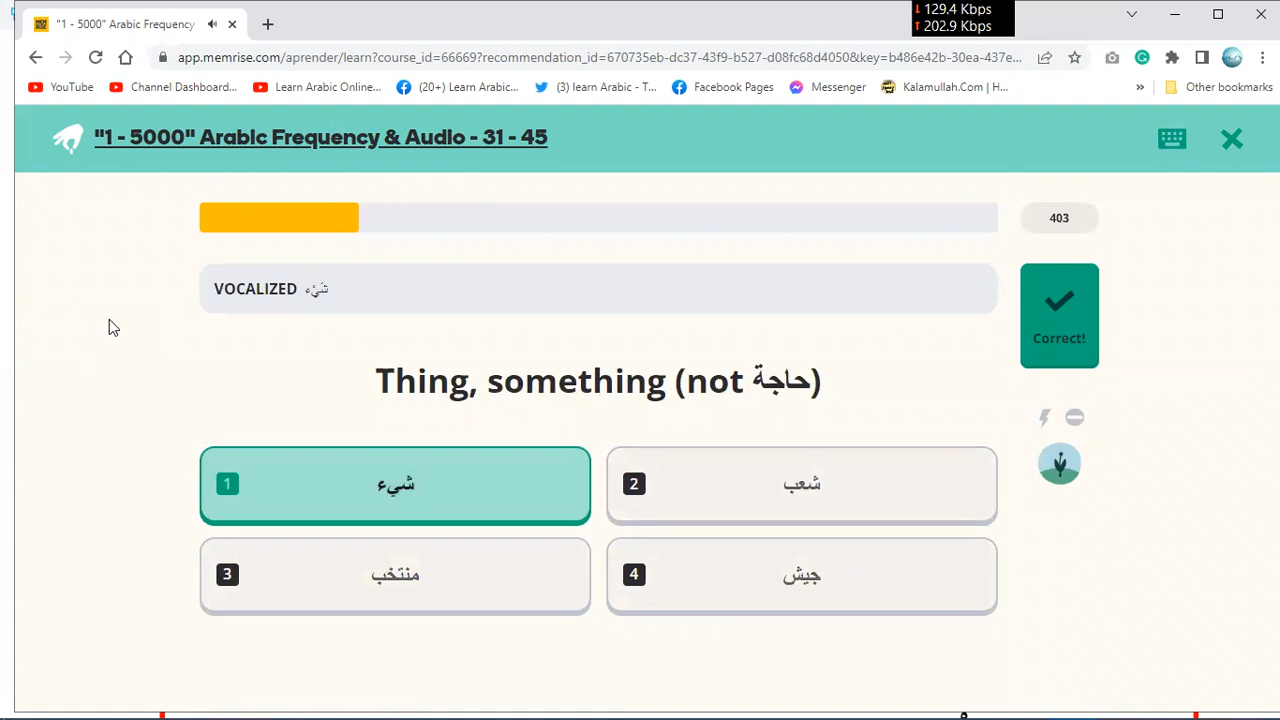 129.4 Kbps
202.9 Kbps
"1 - 5000" Arabic Frequency
app.memrise.com/aprender/learn?course_id=66669?recommendation_id=670735eb-dc37-43f9-b527-d08fc68d4050&key=b486e42b-30ea-437e...
YouTube
Channel Dashboard...
Learn Arabic Online...
(20+) Learn Arabic...
(3) learn Arabic - T...
Facebook Pages
Messenger
Kalamullah.Com | H...
»
Other bookmarks
"1 - 5000" Arabic Frequency & Audio - 31 - 45
403
VOCALIZED شَيْء
Correct!
Thing, something (not حاجة)
1 شيء
2 شعب
3 منتخب
4 جيش